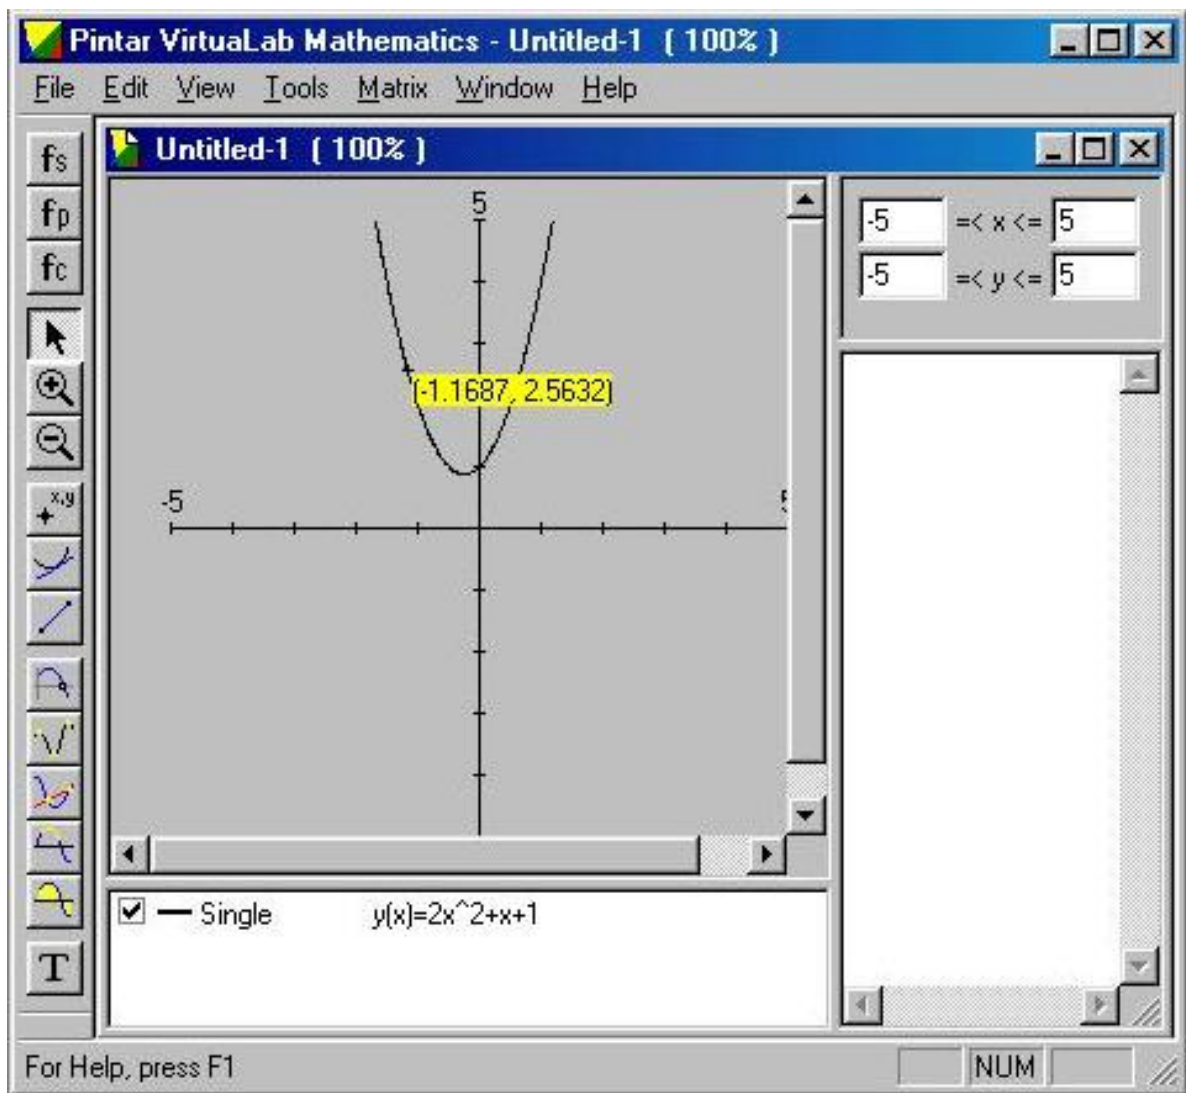 Pintar VirtuaLab Mathematics - Untitled-1 ( 100% )
File Edit View Tools Matrix Window Help
Untitled-1 ( 100% )
fs
fp
fc
x,y
T
5
-5
5
(-1.1687, 2.5632)
-5 =< x <= 5
-5 =< y <= 5
Single y(x)=2x^2+x+1
For Help, press F1
NUM